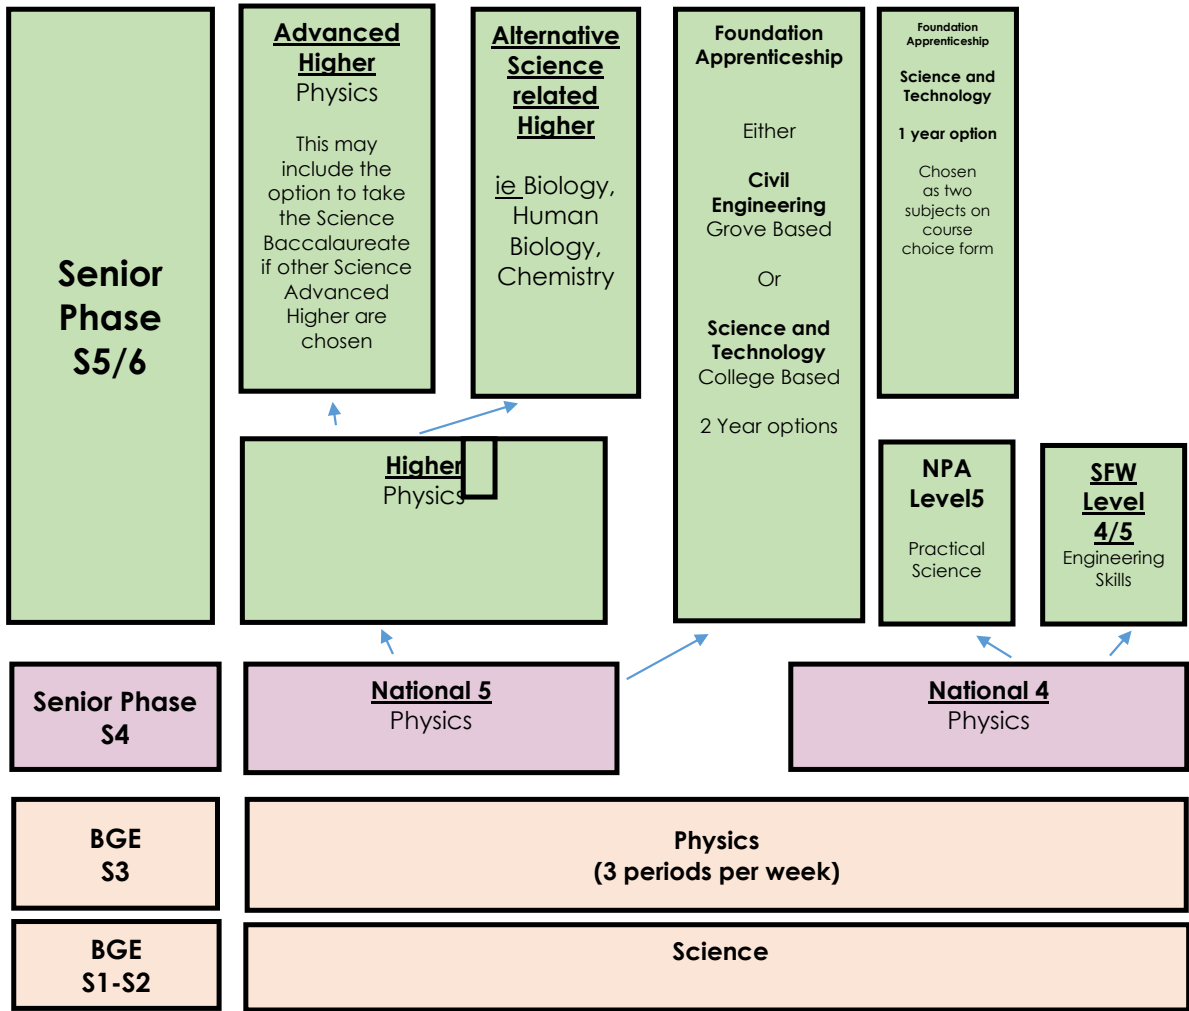 Senior
Phase
S5/6
Advanced
Higher
Physics
This may
include the
option to take
the Science
Baccalaureate
if other Science
Advanced
Higher are
chosen
Alternative
Science
related
Higher
ie Biology,
Human
Biology,
Chemistry
Foundation
Apprenticeship
Either
Civil
Engineering
Grove Based
Or
Science and
Technology
College Based
2 Year options
Foundation
Apprenticeship
Science and
Technology
1 year option
Chosen
as two
subjects on
course
choice form
Higher
Physics
NPA
Level5
Practical
Science
SFW
Level
4/5
Engineering
Skills
Senior Phase
S4
National 5
Physics
National 4
Physics
BGE
S3
Physics
(3 periods per week)
BGE
S1-S2
Science